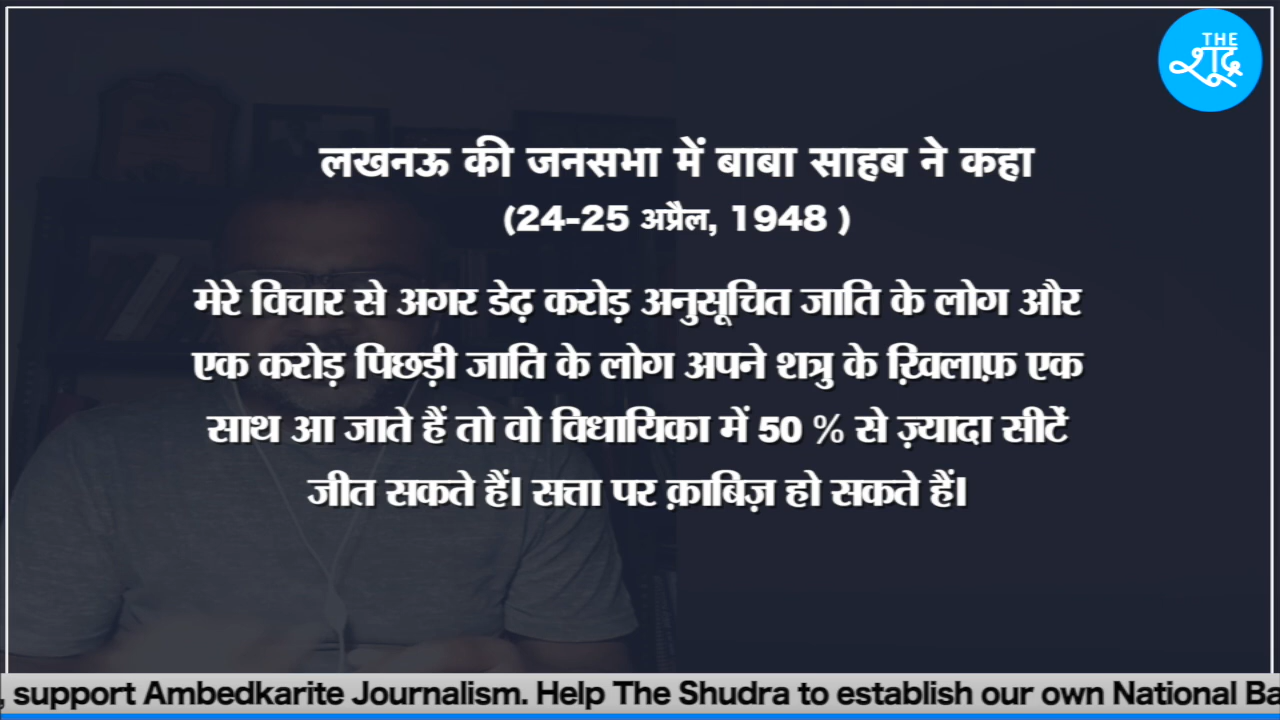 THE
शूद्र
लखनऊ की जनसभा में बाबा साहब ने कहा
(24-25 अप्रैल, 1948 )
मेरे विचार से अगर डेढ़ करोड़ अनुसूचित जाति के लोग और
एक करोड़ पिछड़ी जाति के लोग अपने शत्रु के ख़िलाफ़ एक
साथ आ जाते हैं तो वो विधायिका में 50 % से ज़्यादा सीटें
जीत सकते हैं। सत्ता पर क़ाबिज़ हो सकते हैं।
, support Ambedkarite Journalism. Help The Shudra to establish our own National Ba